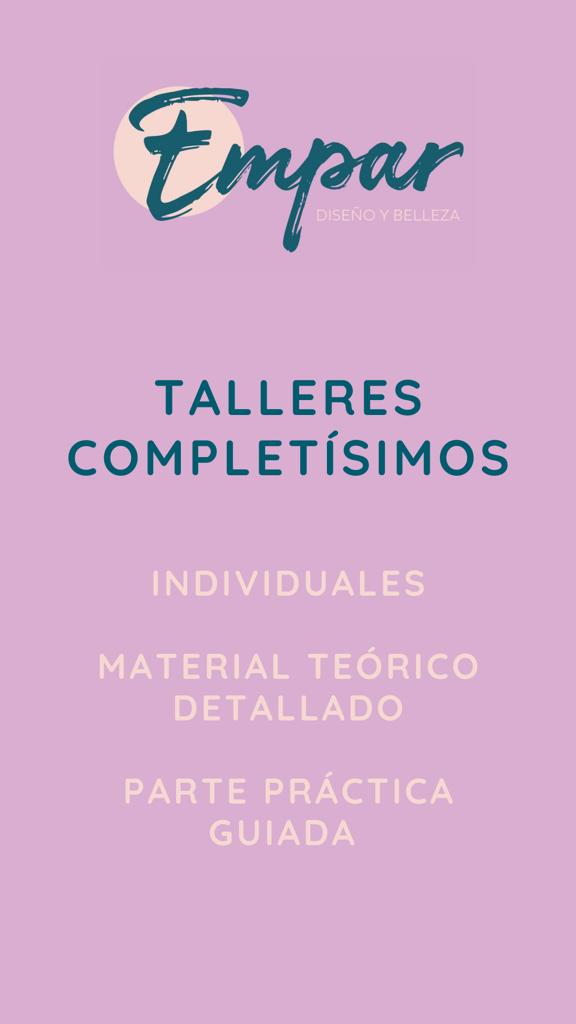 Empar
DISEÑO Y BELLEZA
TALLERES
COMPLETÍSIMOS
INDIVIDUALES
MATERIAL TEÓRICO
DETALLADO
PARTE PRÁCTICA
GUIADA